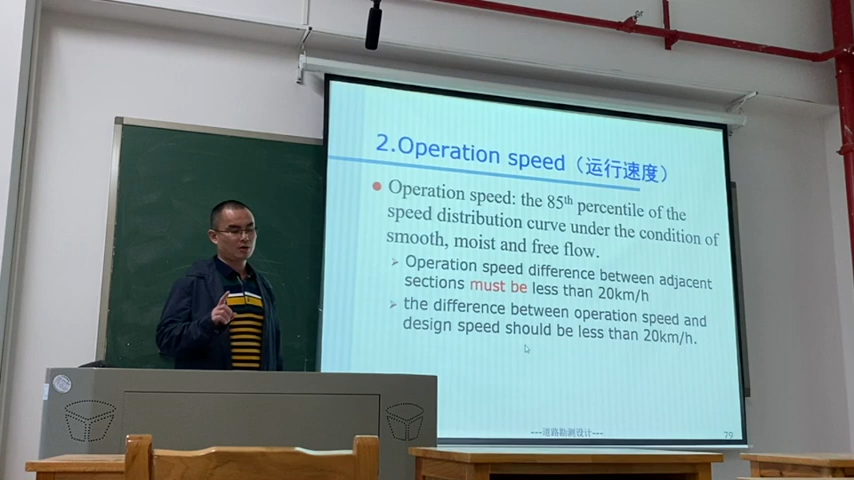 2.Operation speed（运行速度）
Operation speed: the 85th percentile of the
speed distribution curve under the condition of
smooth, moist and free flow.
Operation speed difference between adjacent
sections must be less than 20km/h
the difference between operation speed and
design speed should be less than 20km/h.
---道路勘测设计---
79